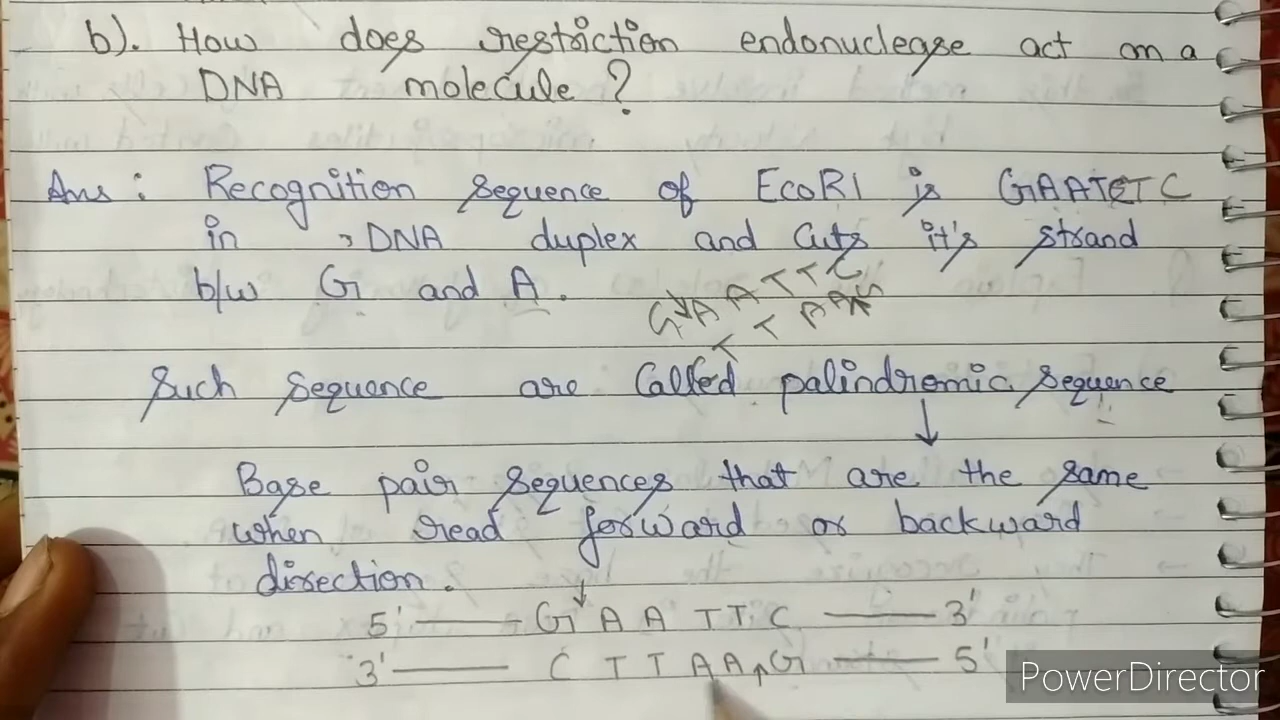 b). How does restriction endonuclease act on a
DNA molecule ?
Ans : Recognition sequence of EcoRI is GAATTC
in DNA duplex and cuts it's strand
b/w G and A.
G A A T T C
T T A A G
Such sequence are called palindromic sequence
↓
Base pair sequences that are the same
when read forward or backward
direction.
↓
5' —— G A A T T C —— 3'
3' —— C T T A A ↑ G —— 5'
PowerDirector